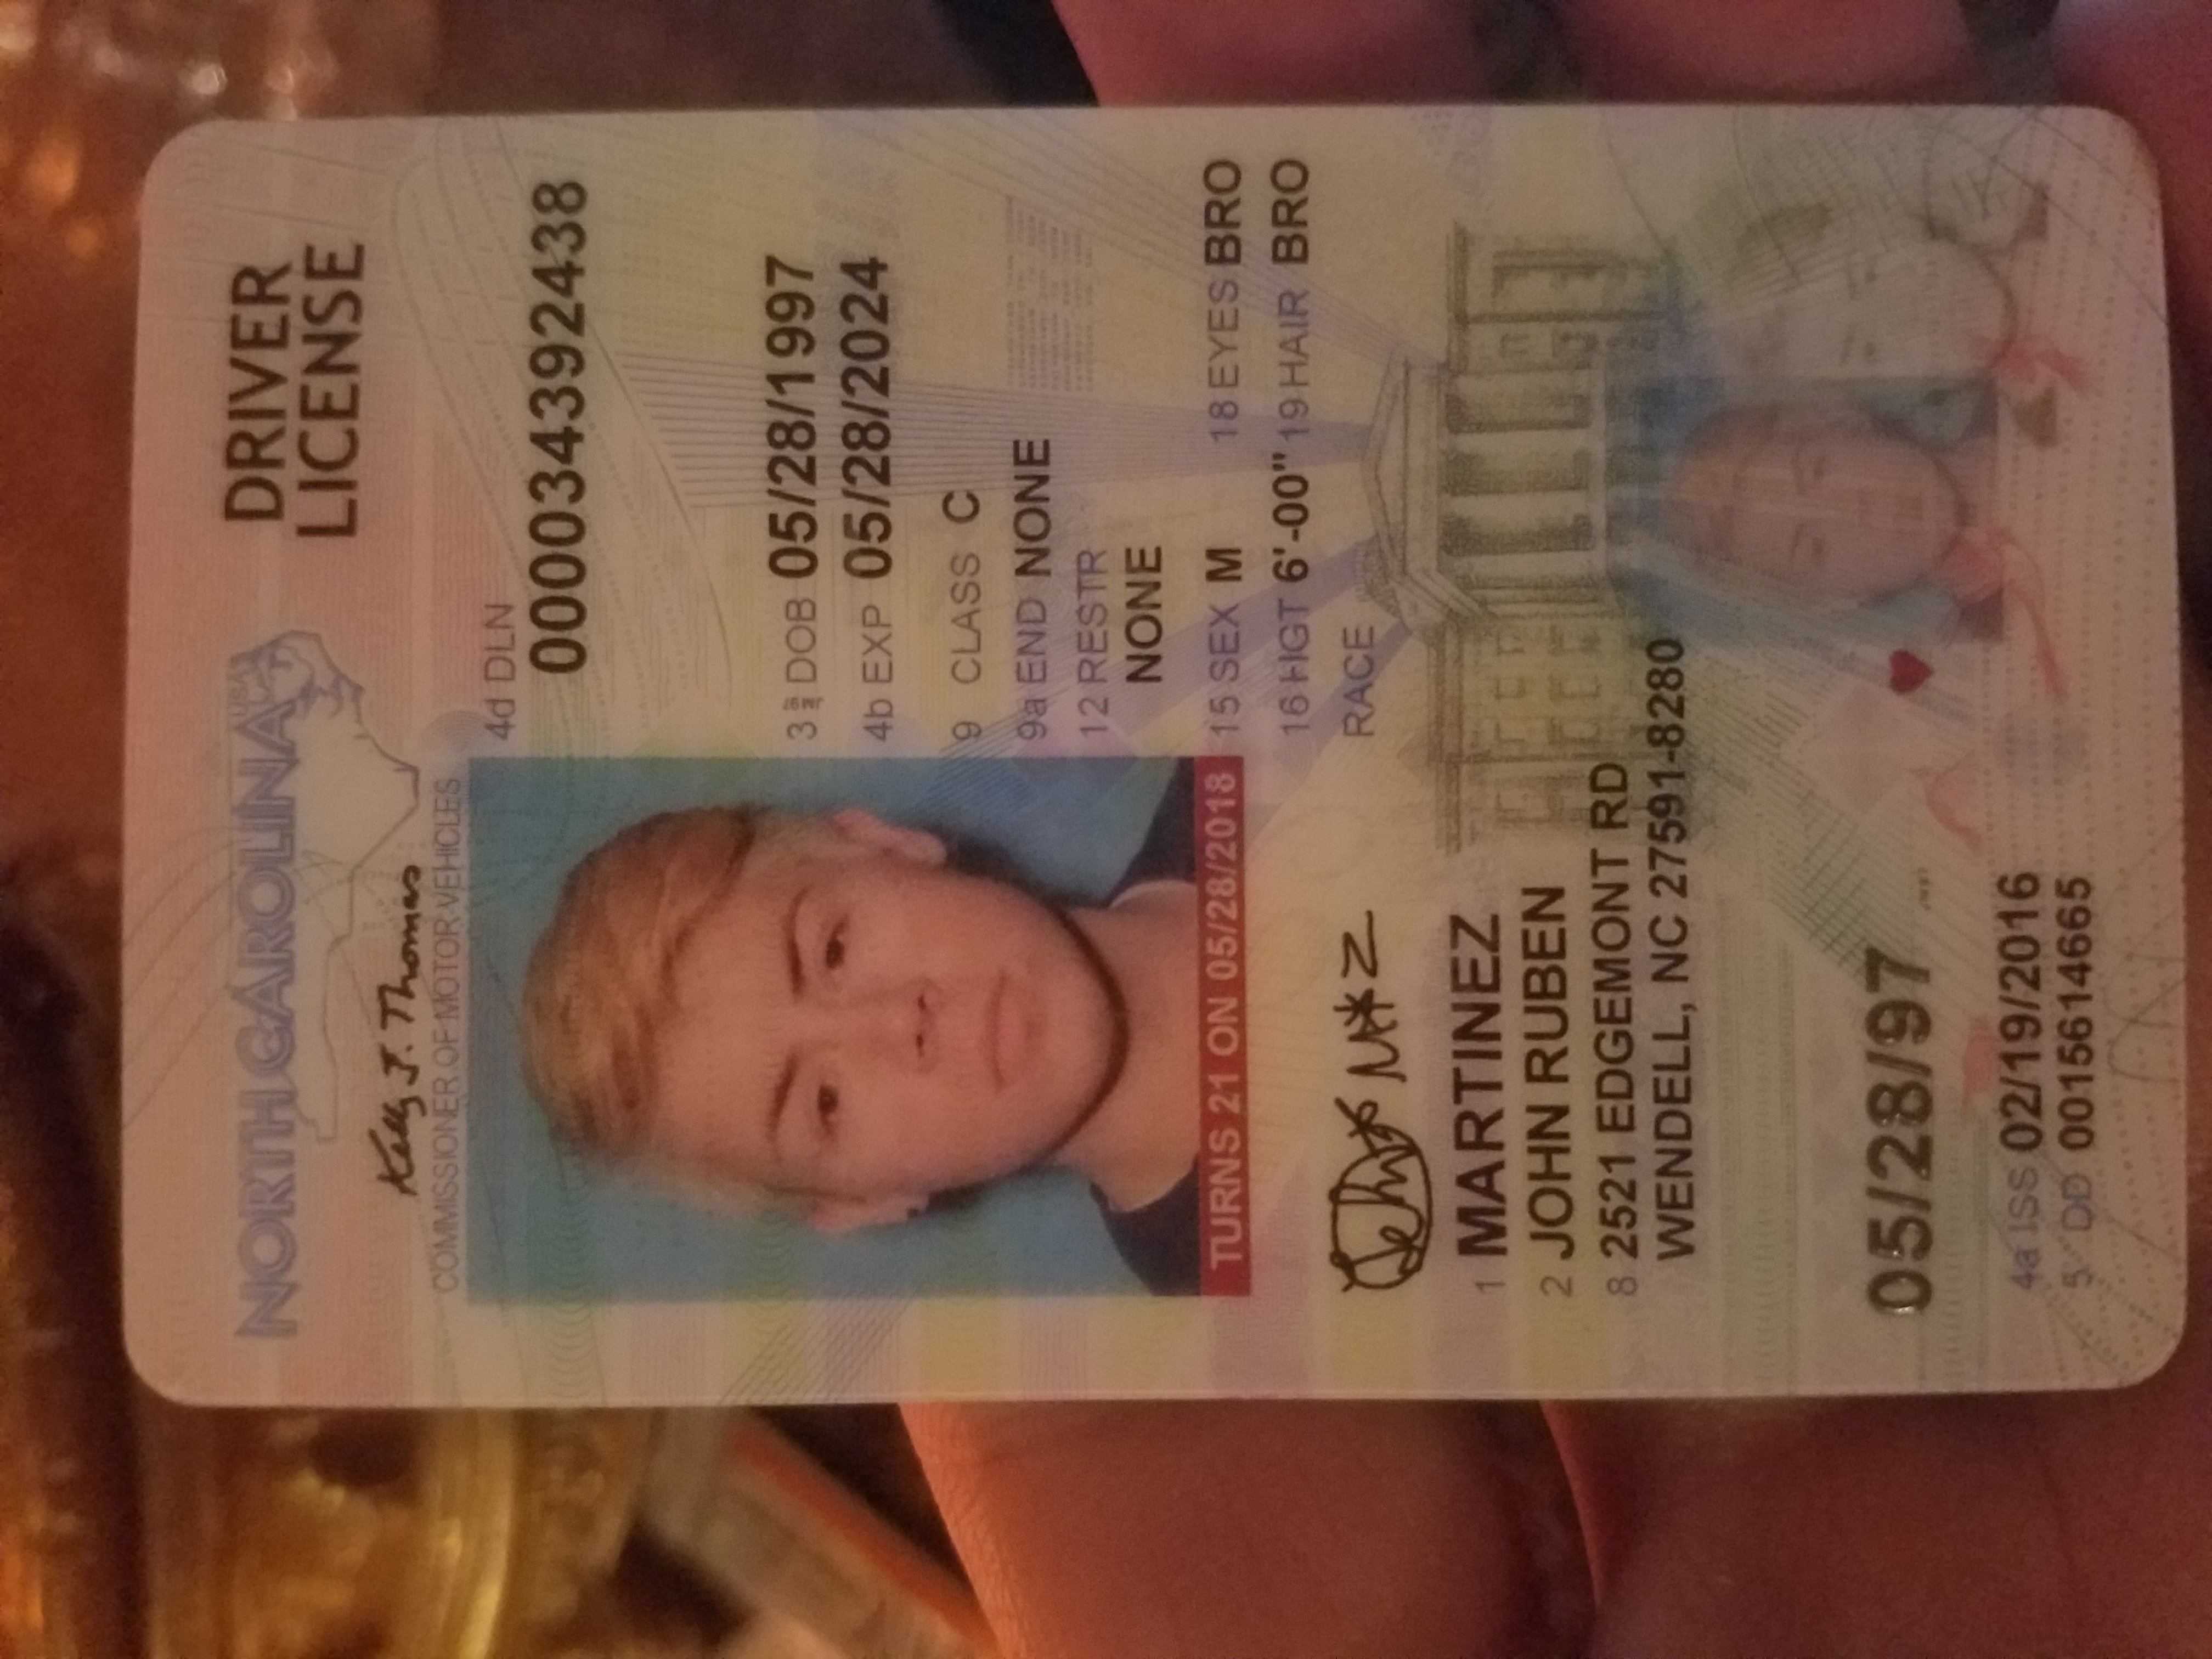 NORTH CAROLINA
USA
DRIVER
LICENSE
Kelly J. Thomas
COMMISSIONER OF MOTOR VEHICLES
4d DLN
000034392438
3 DOB 05/28/1997
4b EXP 05/28/2024
9 CLASS C
9a END NONE
12 RESTR
NONE
15 SEX M 18 EYES BRO
16 HGT 6'-00" 19 HAIR BRO
RACE
TURNS 21 ON 05/28/2018
1 MARTINEZ
2 JOHN RUBEN
8 2521 EDGEMONT RD
WENDELL, NC 27591-8280
05/28/97
4a ISS 02/19/2016
5 DD 0015614665